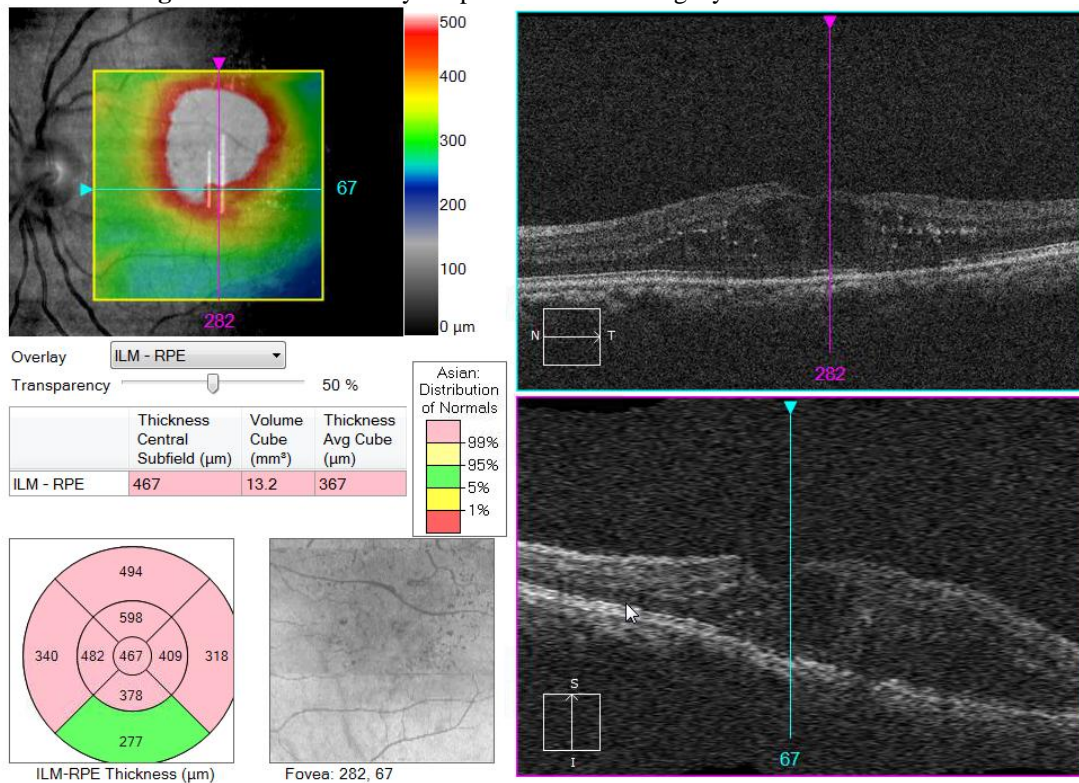 500
400
300
200
100
0 µm
67
282
Overlay
ILM - RPE
Transparency
50 %
Thickness Central Subfield (µm)
Volume Cube (mm³)
Thickness Avg Cube (µm)
ILM - RPE
467
13.2
367
Asian:
Distribution
of Normals
99%
95%
5%
1%
494
598
340
482
467
409
318
378
277
ILM-RPE Thickness (µm)
Fovea: 282, 67
N
T
282
S
I
67